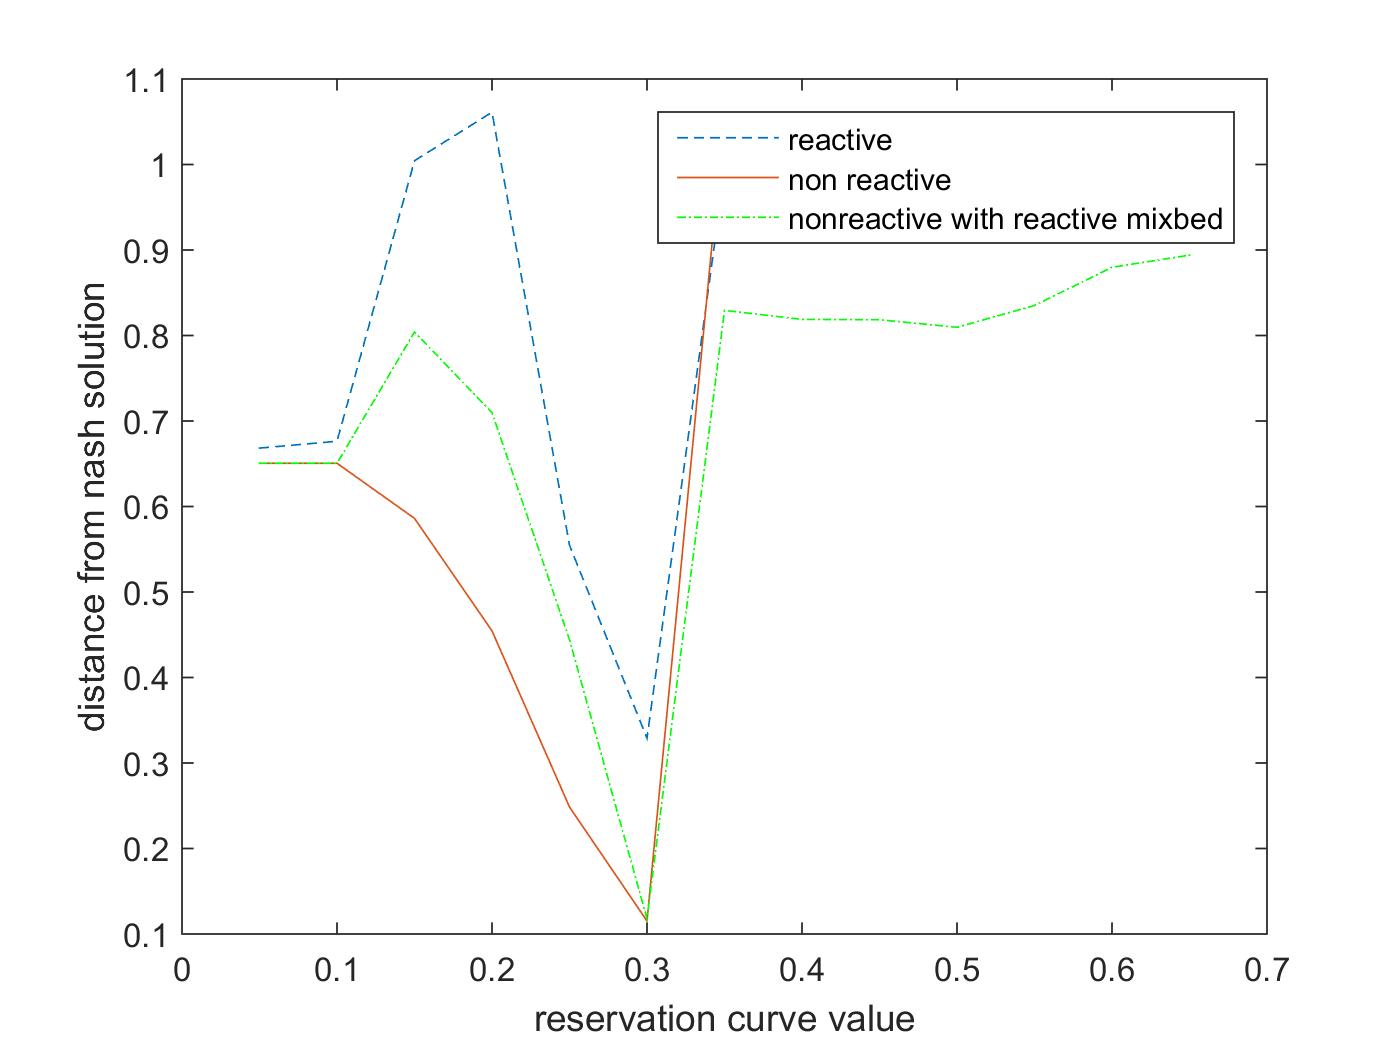 1.1
1
0.9
0.8
0.7
0.6
0.5
0.4
0.3
0.2
0.1
distance from nash solution
reactive
non reactive
nonreactive with reactive mixbed
0 0.1 0.2 0.3 0.4 0.5 0.6 0.7
reservation curve value